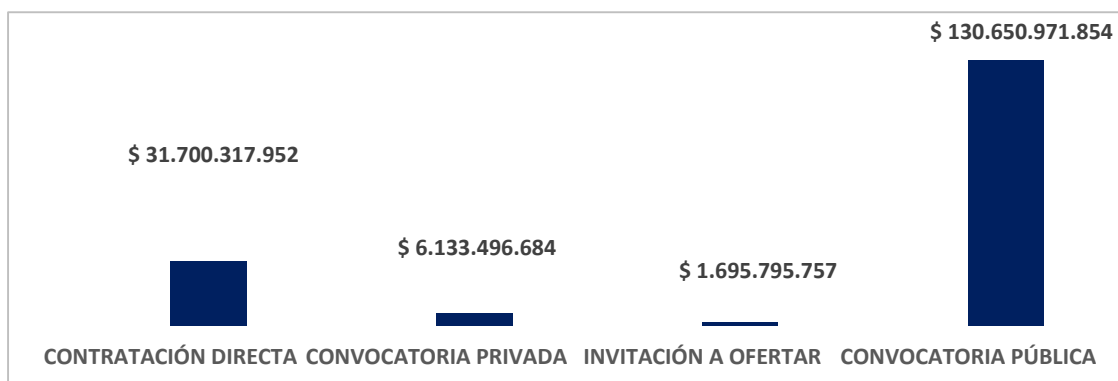 $ 130.650.971.854
$ 31.700.317.952
$ 6.133.496.684
$ 1.695.795.757
CONTRATACIÓN DIRECTA CONVOCATORIA PRIVADA INVITACIÓN A OFERTAR CONVOCATORIA PÚBLICA